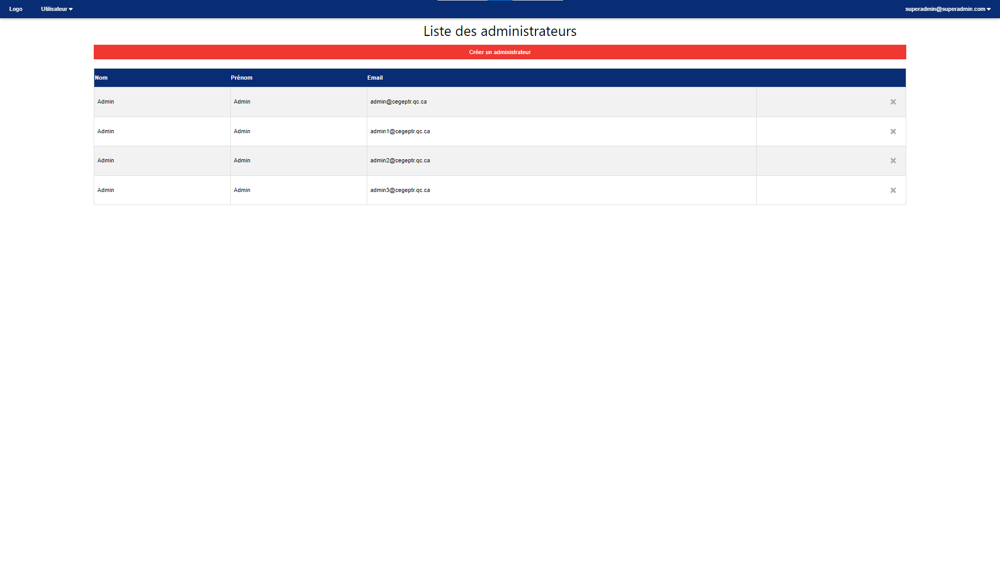 Logo Utilisateur superadmin@superadmin.com
Liste des administrateurs
Créer un administrateur
Nom Prénom Email
Admin Admin admin@cegeptr.qc.ca
Admin Admin admin1@cegeptr.qc.ca
Admin Admin admin2@cegeptr.qc.ca
Admin Admin admin3@cegeptr.qc.ca